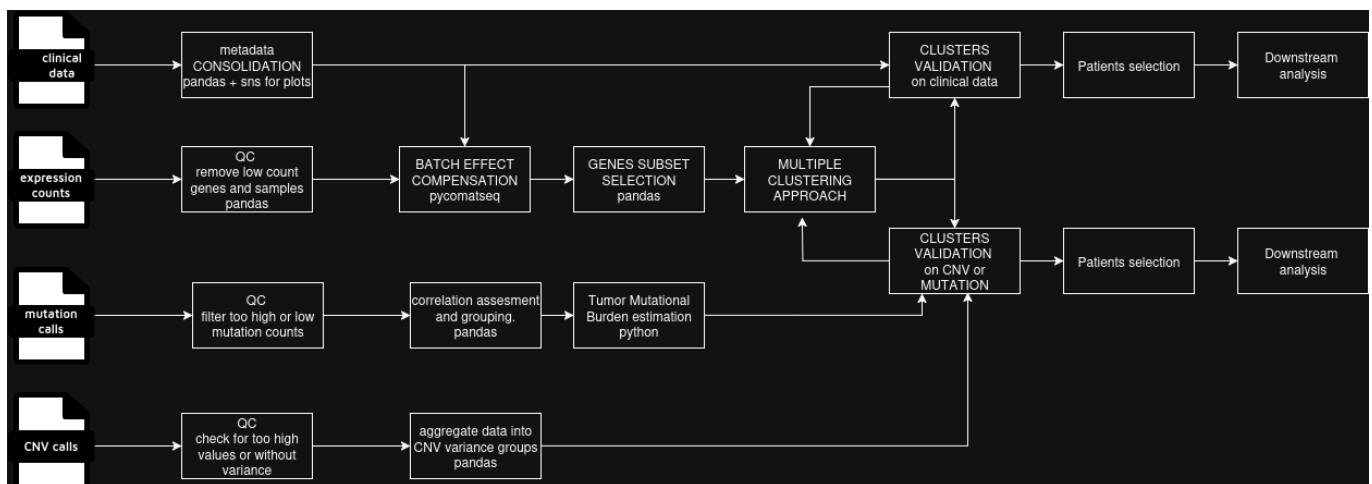 clinical
data
metadata
CONSOLIDATION
pandas + sns for plots
CLUSTERS
VALIDATION
on clinical data
Patients selection
Downstream
analysis
expression
counts
QC
remove low count
genes and samples
pandas
BATCH EFFECT
COMPENSATION
pycomatseq
GENES SUBSET
SELECTION
pandas
MULTIPLE
CLUSTERING
APPROACH
CLUSTERS
VALIDATION
on CNV or
MUTATION
Patients selection
Downstream
analysis
mutation
calls
QC
filter too high or low
mutation counts
correlation assesment
and grouping.
pandas
Tumor Mutational
Burden estimation
python
CNV calls
QC
check for too high
values or without
variance
aggregate data into
CNV variance groups
pandas